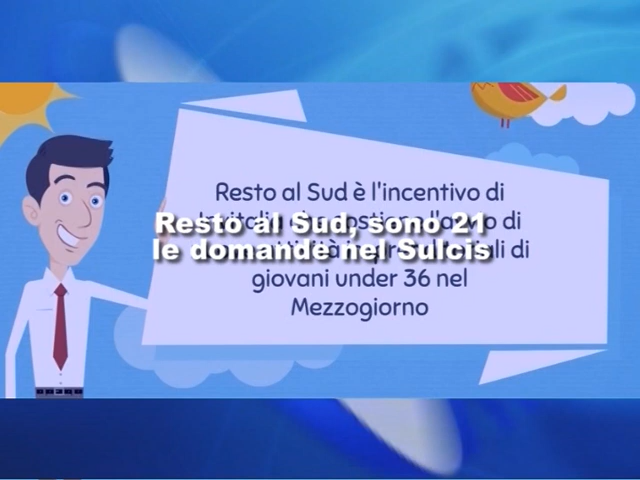 Resto al Sud è l'incentivo di
Resto al Sud, sono 21
le domande nel Sulcis
giovani under 36 nel
Mezzogiorno